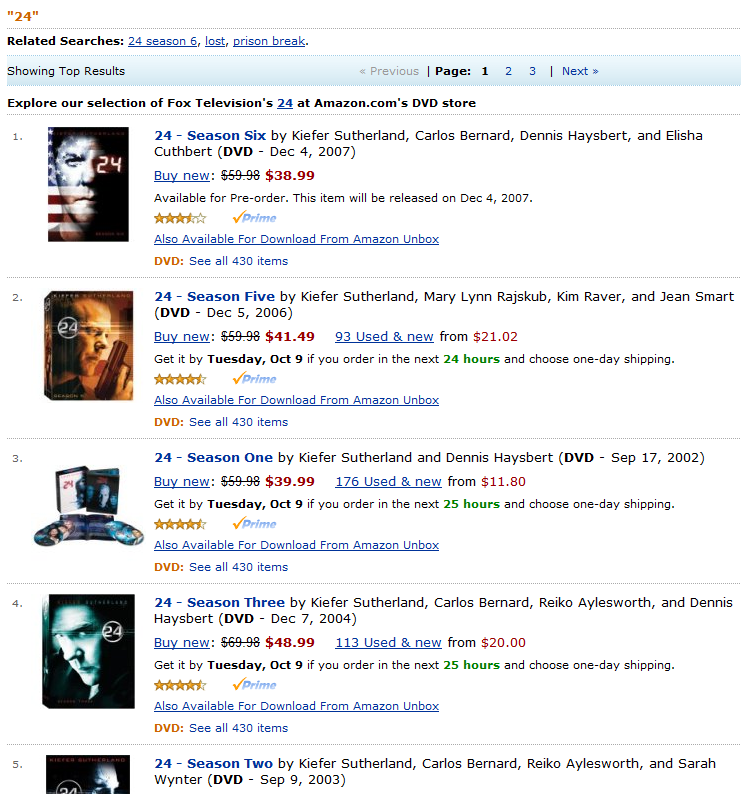 "24"
Related Searches: 24 season 6, lost, prison break.
Showing Top Results « Previous | Page: 1 2 3 | Next »
Explore our selection of Fox Television's 24 at Amazon.com's DVD store
1. 24 - Season Six by Kiefer Sutherland, Carlos Bernard, Dennis Haysbert, and Elisha
Cuthbert (DVD - Dec 4, 2007)
Buy new: $59.98 $38.99
Available for Pre-order. This item will be released on Dec 4, 2007.
Prime
Also Available For Download From Amazon Unbox
DVD: See all 430 items
KIEFER SUTHERLAND
24
SEASON SIX
2. 24 - Season Five by Kiefer Sutherland, Mary Lynn Rajskub, Kim Raver, and Jean Smart
(DVD - Dec 5, 2006)
Buy new: $59.98 $41.49 93 Used & new from $21.02
Get it by Tuesday, Oct 9 if you order in the next 24 hours and choose one-day shipping.
Prime
Also Available For Download From Amazon Unbox
DVD: See all 430 items
KIEFER SUTHERLAND
24
3. 24 - Season One by Kiefer Sutherland and Dennis Haysbert (DVD - Sep 17, 2002)
Buy new: $59.98 $39.99 176 Used & new from $11.80
Get it by Tuesday, Oct 9 if you order in the next 25 hours and choose one-day shipping.
Prime
Also Available For Download From Amazon Unbox
DVD: See all 430 items
24
4. 24 - Season Three by Kiefer Sutherland, Carlos Bernard, Reiko Aylesworth, and Dennis
Haysbert (DVD - Dec 7, 2004)
Buy new: $69.98 $48.99 113 Used & new from $20.00
Get it by Tuesday, Oct 9 if you order in the next 25 hours and choose one-day shipping.
Prime
Also Available For Download From Amazon Unbox
DVD: See all 430 items
KIEFER SUTHERLAND
24
SEASON THREE
5. 24 - Season Two by Kiefer Sutherland, Carlos Bernard, Reiko Aylesworth, and Sarah
Wynter (DVD - Sep 9, 2003)
KIEFER SUTHERLAND
24